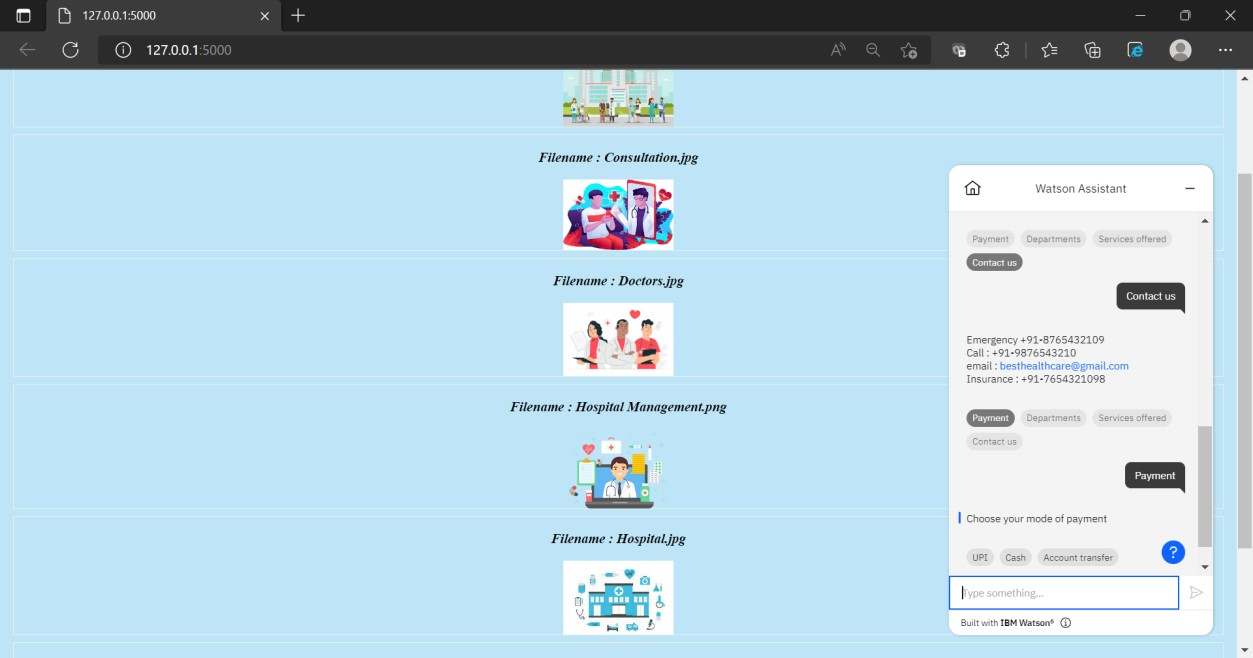 127.0.0.1:5000
127.0.0.1:5000
Filename : Consultation.jpg
Filename : Doctors.jpg
Filename : Hospital Management.png
Filename : Hospital.jpg
Watson Assistant
Payment Departments Services offered
Contact us
Contact us
Emergency +91-8765432109
Call : +91-9876543210
email : besthealthcare@gmail.com
Insurance : +91-7654321098
Payment Departments Services offered
Contact us
Payment
Choose your mode of payment
UPI Cash Account transfer
?
Type something...
Built with IBM Watson®